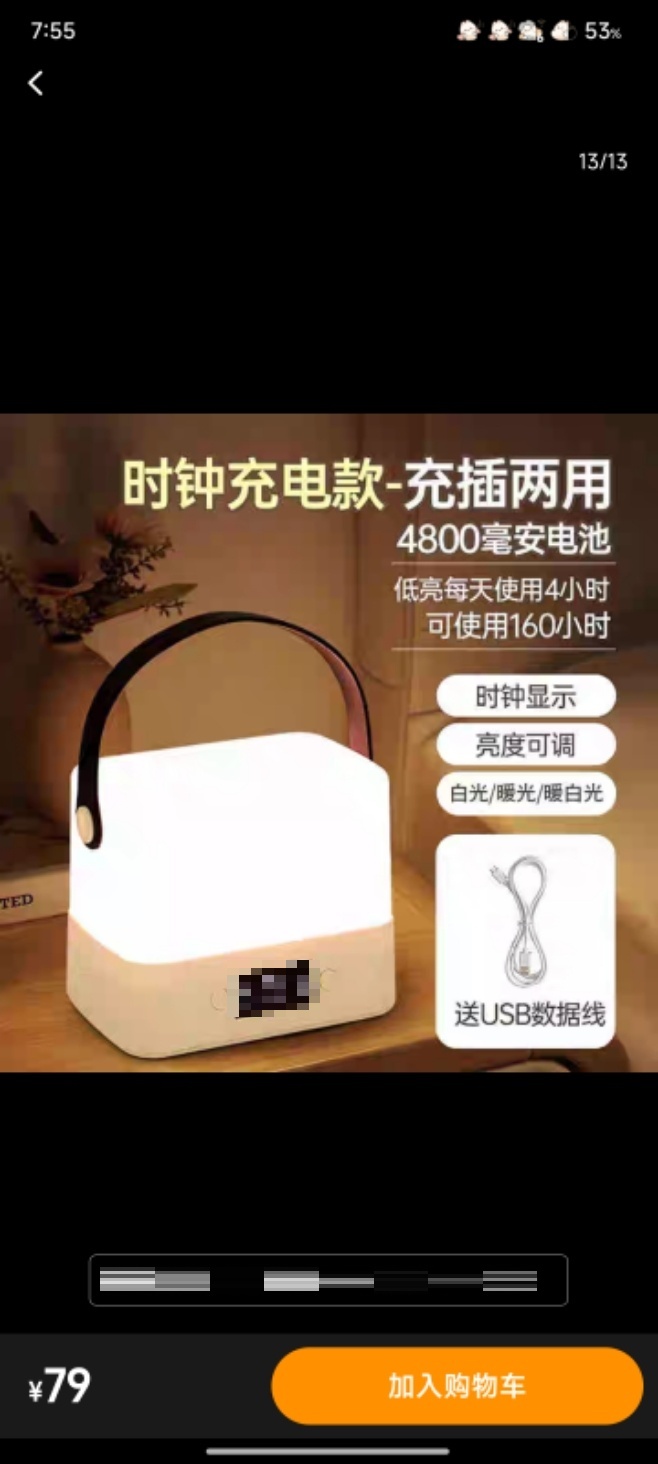 7:55
53%
13/13
时钟充电款-充插两用
4800毫安电池
低亮每天使用4小时
可使用160小时
时钟显示
亮度可调
白光/暖光/暖白光
TED
送USB数据线
¥79
加入购物车